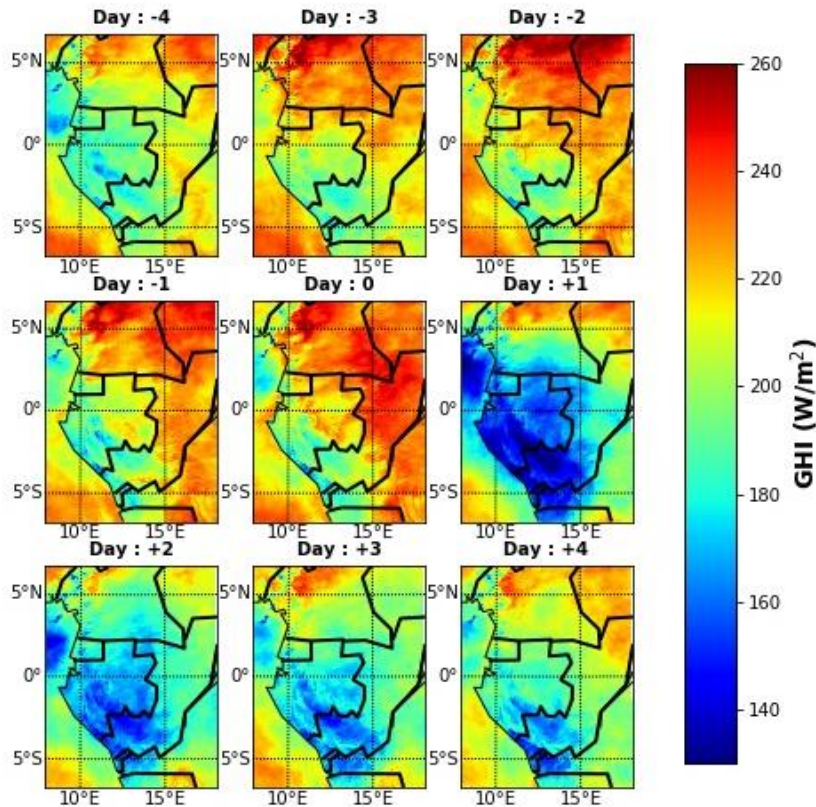 Day : -4
Day : -3
Day : -2
5°N
0°
5°S
10°E
15°E
5°N
0°
5°S
10°E
15°E
5°N
0°
5°S
10°E
15°E
Day : -1
Day : 0
Day : +1
5°N
0°
5°S
10°E
15°E
5°N
0°
5°S
10°E
15°E
5°N
0°
5°S
10°E
15°E
Day : +2
Day : +3
Day : +4
5°N
0°
5°S
10°E
15°E
5°N
0°
5°S
10°E
15°E
5°N
0°
5°S
10°E
15°E
260
240
220
200
180
160
140
GHI (W/m²)